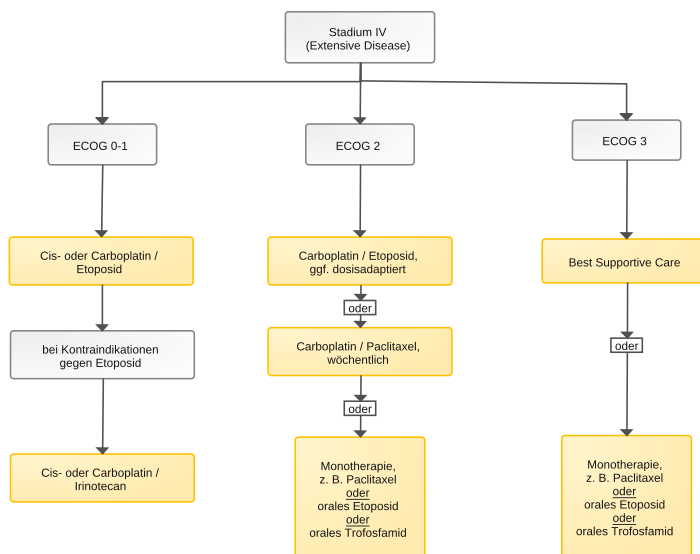 Stadium IV
(Extensive Disease)
ECOG 0-1
ECOG 2
ECOG 3
Cis- oder Carboplatin /
Etoposid
Carboplatin / Etoposid,
ggf. dosisadaptiert
Best Supportive Care
oder
bei Kontraindikationen
gegen Etoposid
Carboplatin / Paclitaxel,
wöchentlich
oder
oder
Cis- oder Carboplatin /
Irinotecan
Monotherapie,
z. B. Paclitaxel
oder
orales Etoposid
oder
orales Trofosfamid
Monotherapie,
z. B. Paclitaxel
oder
orales Etoposid
oder
orales Trofosfamid